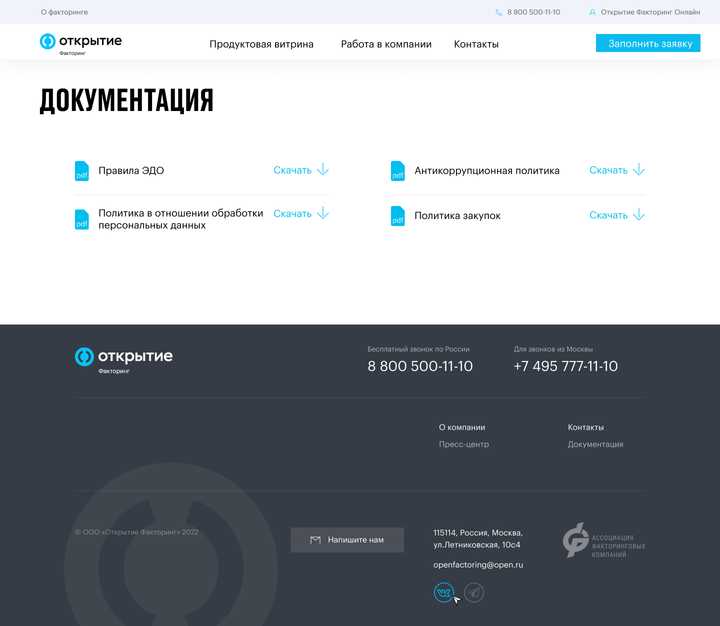 О факторинге
8 800 500-11-10
Открытие Факторинг Онлайн
открытие
Факторинг
Продуктовая витрина
Работа в компании
Контакты
Заполнить заявку
ДОКУМЕНТАЦИЯ
pdf
Правила ЭДО
Скачать
pdf
Антикоррупционная политика
Скачать
pdf
Политика в отношении обработки
персональных данных
Скачать
pdf
Политика закупок
Скачать
открытие
Факторинг
Бесплатный звонок по России
8 800 500-11-10
Для звонков из Москвы
+7 495 777-11-10
О компании
Контакты
Пресс-центр
Документация
© ООО «Открытие Факторинг» 2022
Напишите нам
115114, Россия, Москва,
ул.Летниковская, 10с4
openfactoring@open.ru
АССОЦИАЦИЯ
ФАКТОРИНГОВЫХ
КОМПАНИЙ